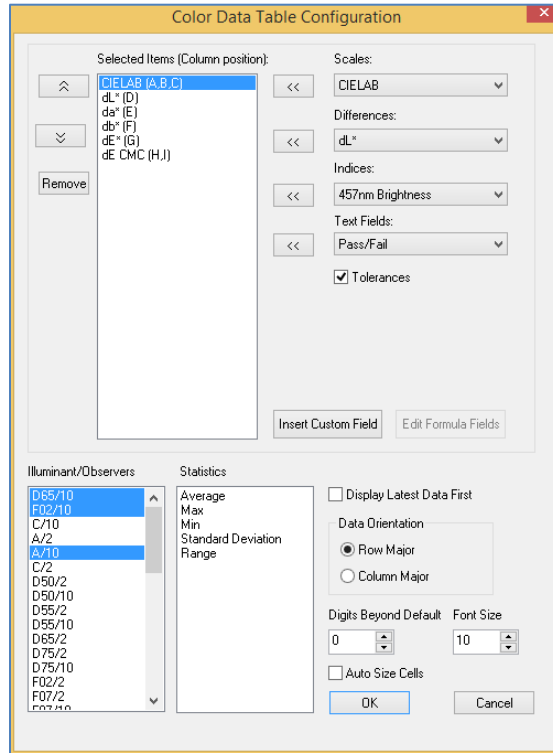 Color Data Table Configuration
Selected Items (Column position):
CIELAB (A,B,C)
dL* (D)
da* (E)
db* (F)
dE* (G)
dE CMC (H,I)
Remove
Scales:
CIELAB
Differences:
dL*
Indices:
457nm Brightness
Text Fields:
Pass/Fail
Tolerances
Insert Custom Field
Edit Formula Fields
Illuminant/Observers
D65/10
F02/10
C/10
A/2
A/10
C/2
D50/2
D50/10
D55/2
D55/10
D65/2
D75/2
D75/10
F02/2
F07/2
F07/10
Statistics
Average
Max
Min
Standard Deviation
Range
Display Latest Data First
Data Orientation
Row Major
Column Major
Digits Beyond Default
Font Size
0
10
Auto Size Cells
OK
Cancel